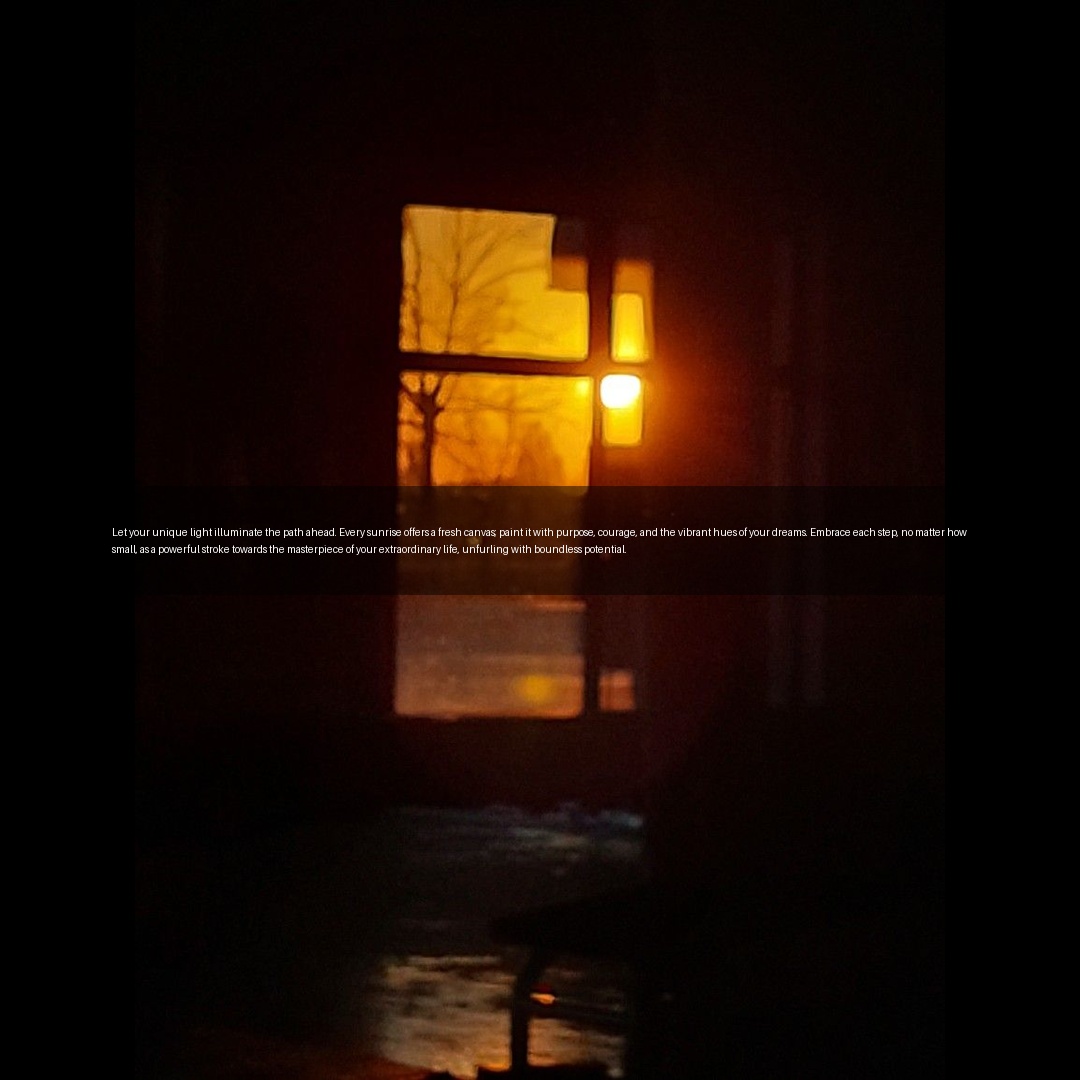 Let your unique light illuminate the path ahead. Every sunrise offers a fresh canvas; paint it with purpose, courage, and the vibrant hues of your dreams. Embrace each step, no matter how
small, as a powerful stroke towards the masterpiece of your extraordinary life, unfurling with boundless potential.